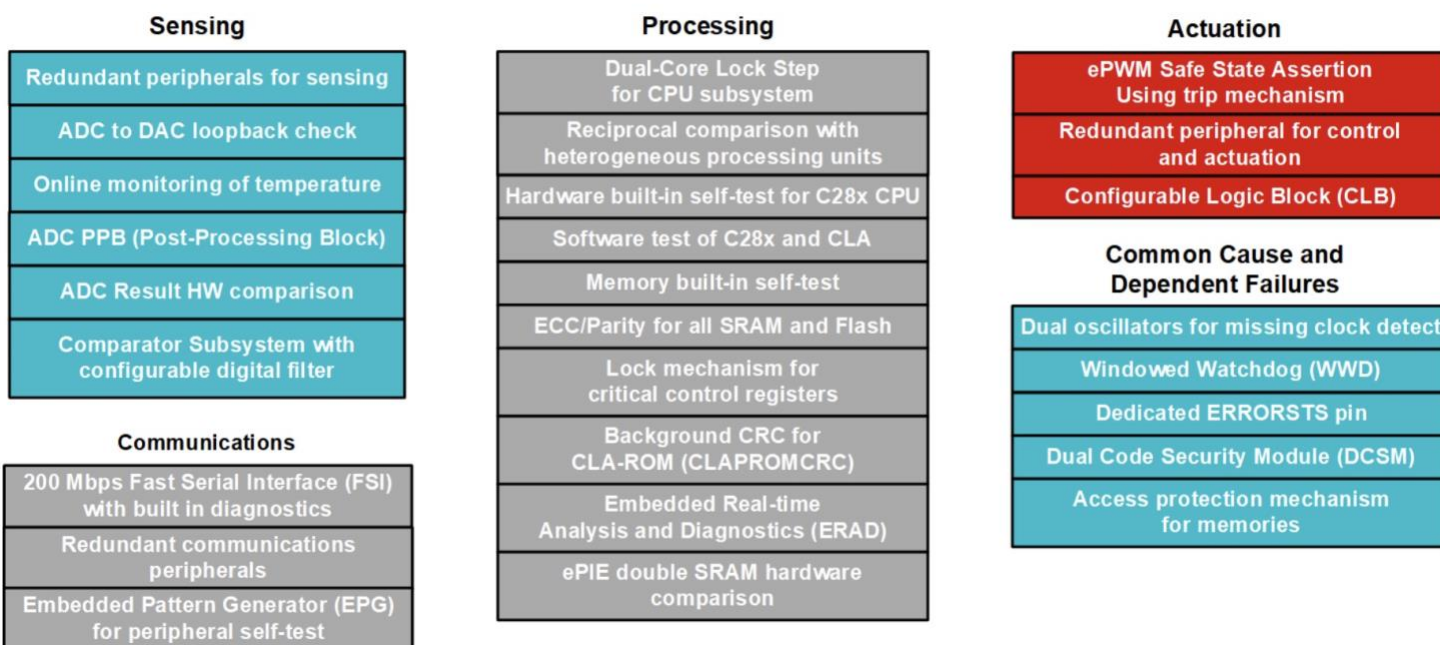 Sensing
Redundant peripherals for sensing
ADC to DAC loopback check
Online monitoring of temperature
ADC PPB (Post-Processing Block)
ADC Result HW comparison
Comparator Subsystem with
configurable digital filter
Communications
200 Mbps Fast Serial Interface (FSI)
with built in diagnostics
Redundant communications
peripherals
Embedded Pattern Generator (EPG)
for peripheral self-test
Processing
Dual-Core Lock Step
for CPU subsystem
Reciprocal comparison with
heterogeneous processing units
Hardware built-in self-test for C28x CPU
Software test of C28x and CLA
Memory built-in self-test
ECC/Parity for all SRAM and Flash
Lock mechanism for
critical control registers
Background CRC for
CLA-ROM (CLAPROMCRC)
Embedded Real-time
Analysis and Diagnostics (ERAD)
ePIE double SRAM hardware
comparison
Actuation
ePWM Safe State Assertion
Using trip mechanism
Redundant peripheral for control
and actuation
Configurable Logic Block (CLB)
Common Cause and
Dependent Failures
Dual oscillators for missing clock detect
Windowed Watchdog (WWD)
Dedicated ERRORSTS pin
Dual Code Security Module (DCSM)
Access protection mechanism
for memories